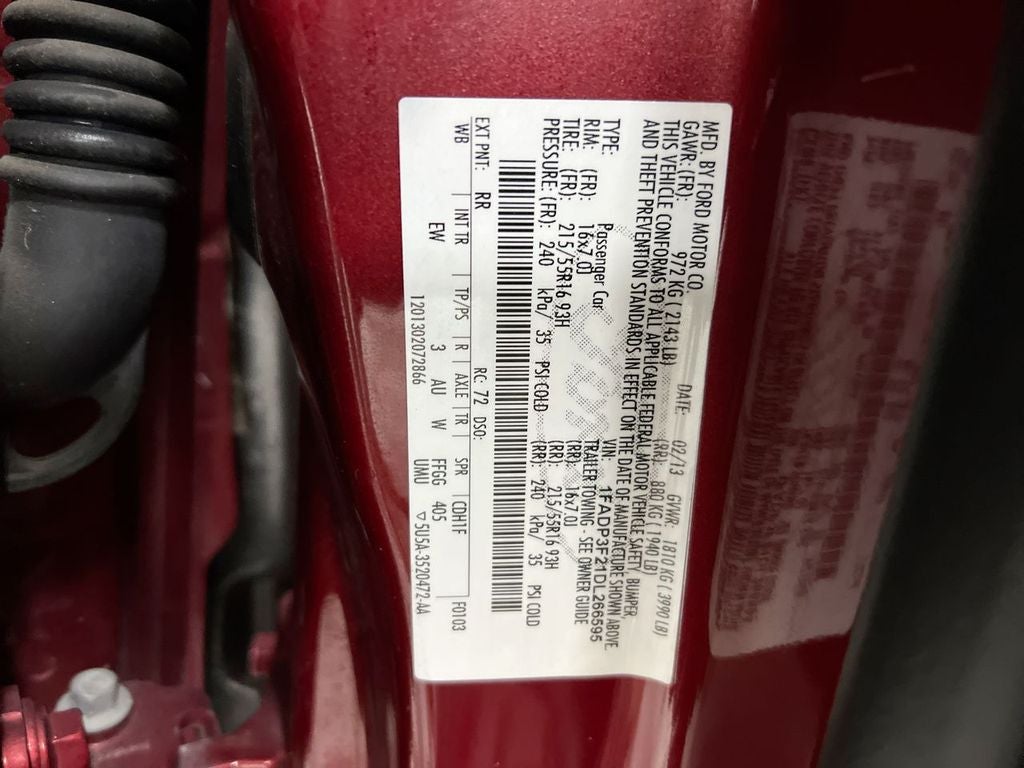 MFD. BY FORD MOTOR CO.
DATE: 02/13 GVWR: 1810 KG ( 3990 LB)
GAWR: (FR): 972 KG ( 2143 LB) (RR): 880 KG ( 1940 LB)
THIS VEHICLE CONFORMS TO ALL APPLICABLE FEDERAL MOTOR VEHICLE SAFETY, BUMPER,
AND THEFT PREVENTION STANDARDS IN EFFECT ON THE DATE OF MANUFACTURE SHOWN ABOVE.
VIN: 1FADP3F21DL266595
TYPE: Passenger Car TRAILER TOWING - SEE OWNER GUIDE
RIM: (FR): 16x7.0J (RR): 16x7.0J
TIRE: (FR): 215/55R16 93H (RR): 215/55R16 93H
PRESSURE: (FR): 240 kPa/ 35 PSI COLD (RR): 240 kPa/ 35 PSI COLD
EXT PNT: RR RC: 72 DSO: F0103
WB INT TR TP/PS R AXLE TR SPR CDH1F
EW 3 AU W FFGG 405
UMU
1201302072866 ▽5U5A-3520472-AA